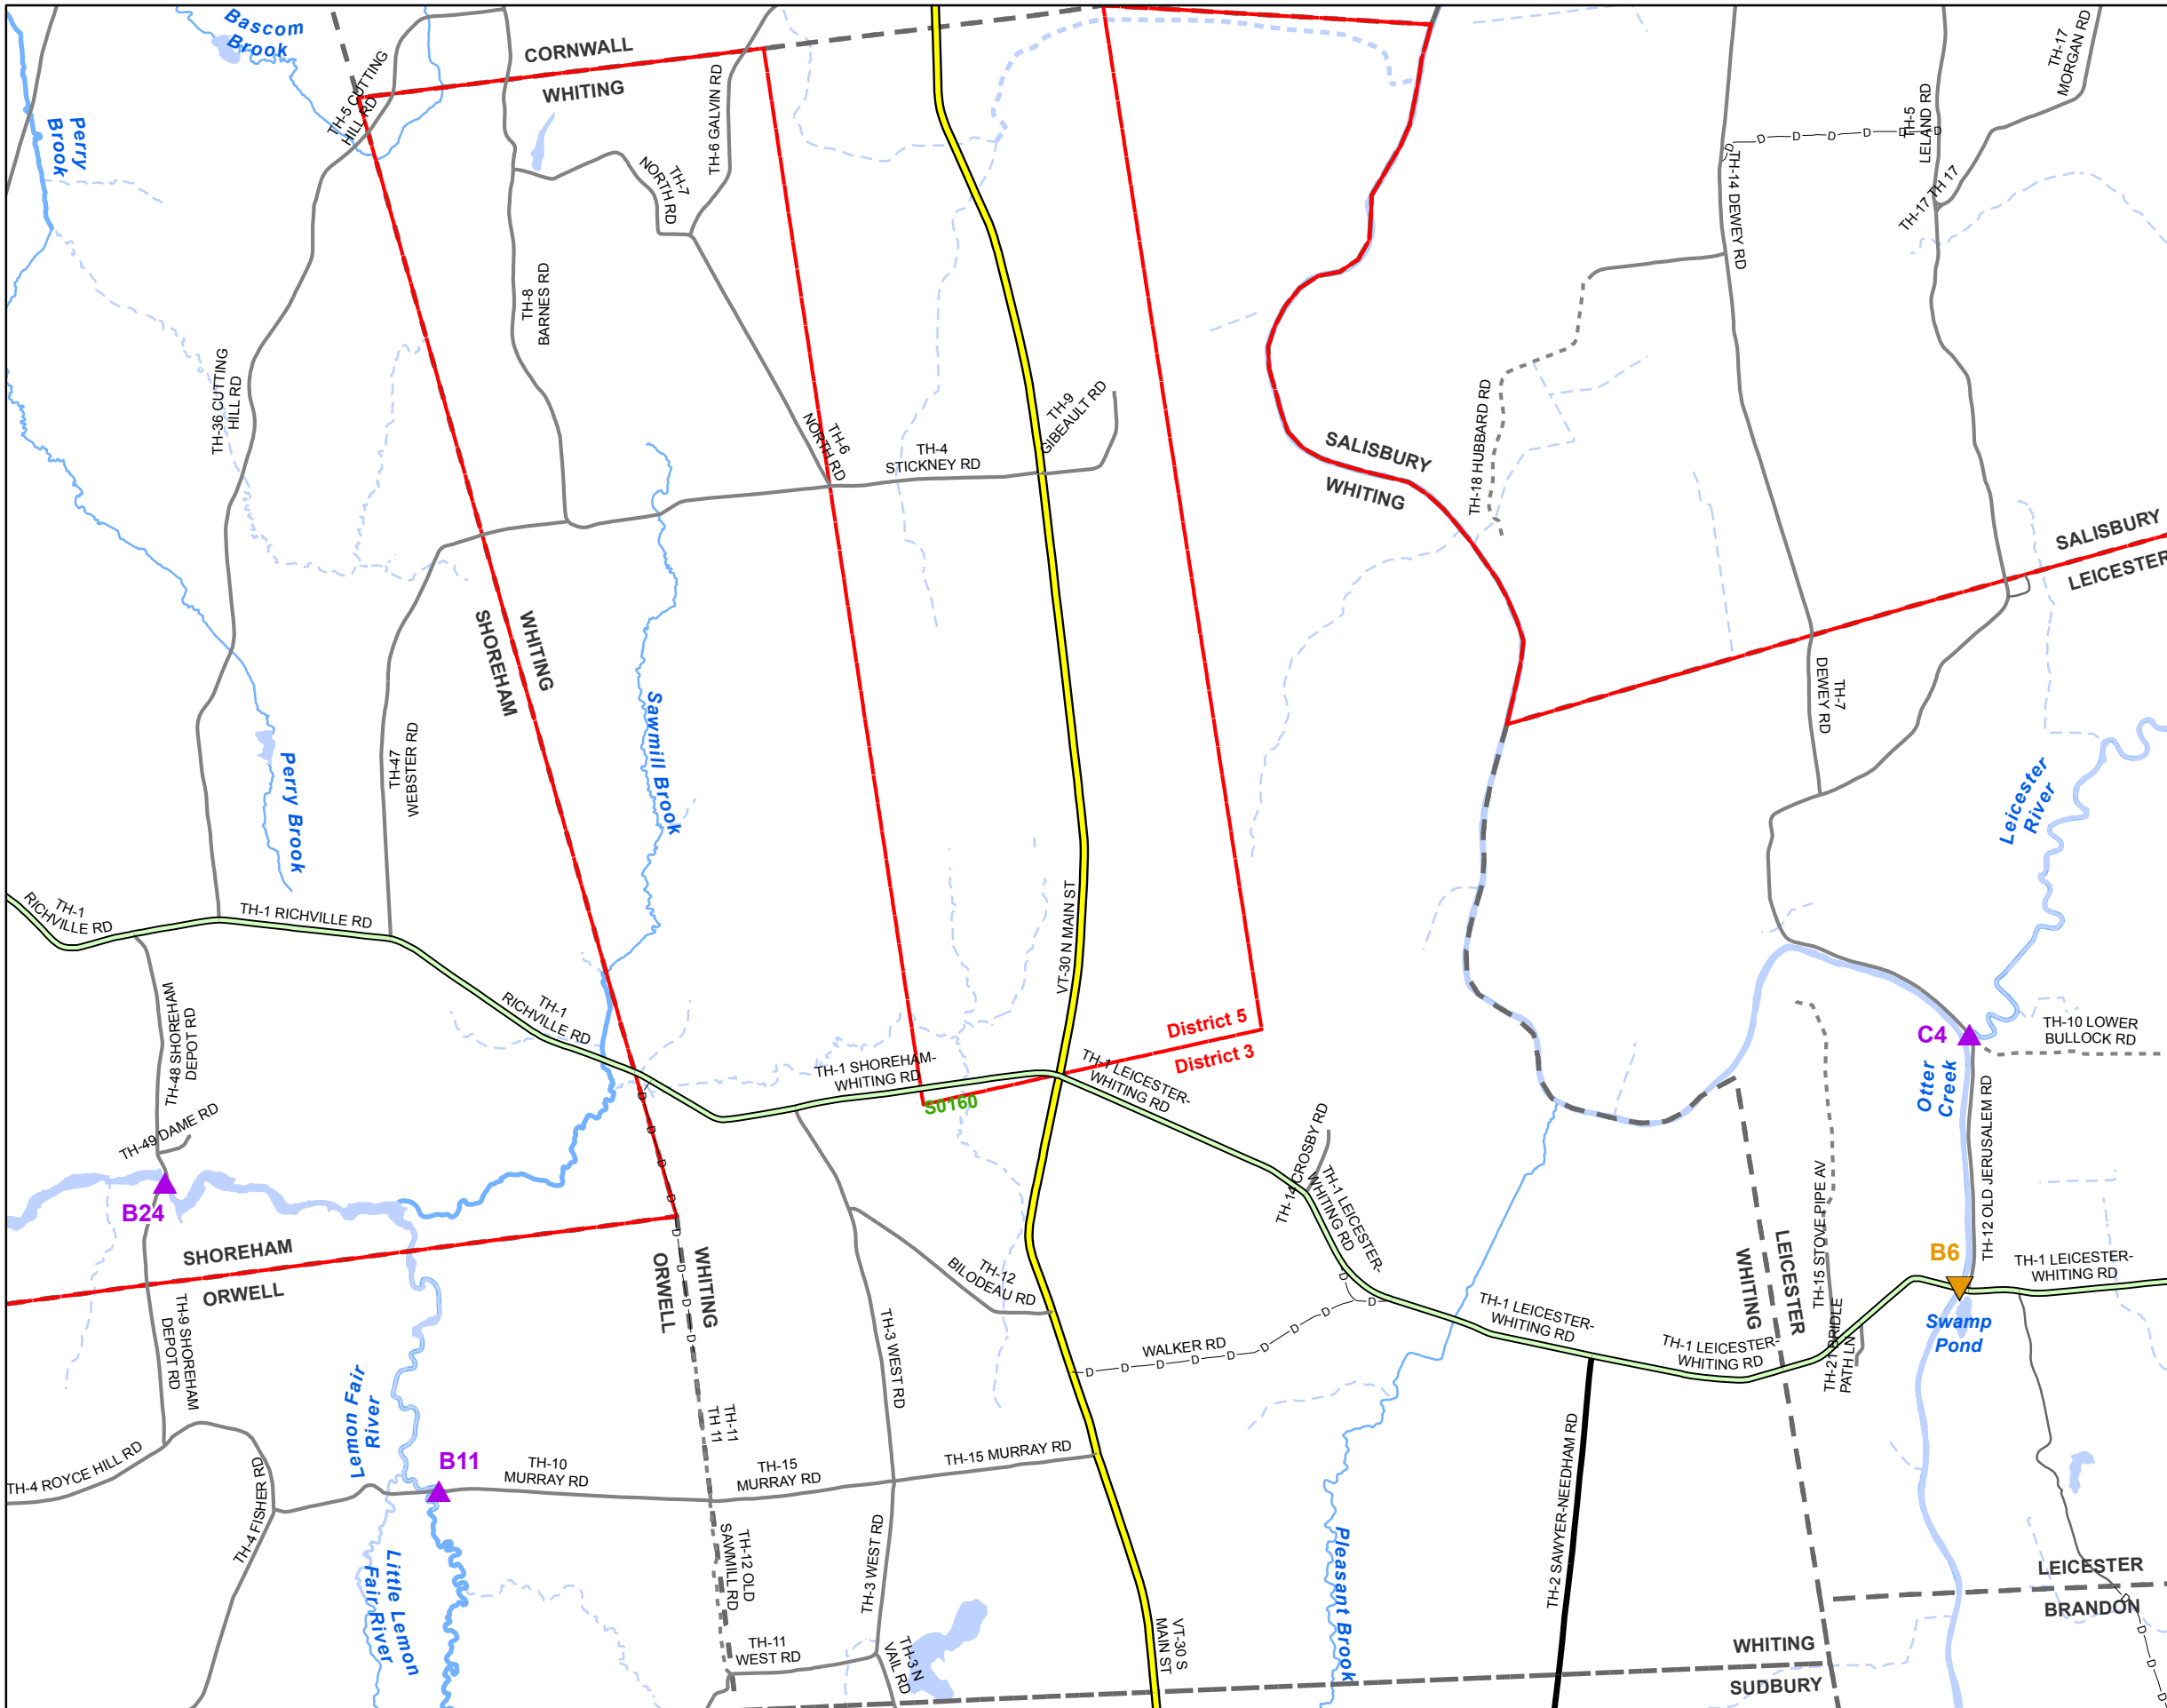 Bascom
Brook
CORNWALL
WHITING
TH-5 CUTTING
HILL RD
TH-6 GALVIN RD
TH-17
MORGAN RD
TH-5
LELAND RD
Perry
Brook
TH-7
NORTH RD
TH-14 DEWEY RD
TH-17 TH 17
TH-8
BARNES RD
TH-36 CUTTING
HILL RD
TH-6
NORTH RD
TH-4
STICKNEY RD
TH-9
GIBEAULT RD
SALISBURY
WHITING
TH-18 HUBBARD RD
SALISBURY
LEICESTER
WHITING
SHOREHAM
Sawmill Brook
TH-7
DEWEY RD
TH-47
WEBSTER RD
Perry Brook
Leicester
River
TH-1
RICHVILLE RD
TH-1 RICHVILLE RD
VT-30 N MAIN ST
TH-1
RICHVILLE RD
TH-48 SHOREHAM
DEPOT RD
District 5
District 3
C4
TH-10 LOWER
BULLOCK RD
TH-1 SHOREHAM-
WHITING RD
S0160
TH-1 LEICESTER-
WHITING RD
Otter
Creek
TH-49 DAME RD
TH-14 CROSBY RD
TH-1 LEICESTER-
WHITING RD
TH-12 OLD JERUSALEM RD
TH-15 STOVE PIPE AV
B24
SHOREHAM
ORWELL
WHITING
ORWELL
TH-12
BILODEAU RD
LEICESTER
WHITING
B6
TH-1 LEICESTER-
WHITING RD
TH-9 SHOREHAM
DEPOT RD
TH-3 WEST RD
WALKER RD
TH-1 LEICESTER-
WHITING RD
TH-1 LEICESTER-
WHITING RD
TH-21 BRIDLE
PATH LN
Swamp
Pond
Lemon Fair
River
TH-11
TH 11
TH-4 ROYCE HILL RD
TH-4 FISHER RD
B11
TH-10
MURRAY RD
TH-15
MURRAY RD
TH-15 MURRAY RD
TH-2 SAWYER-NEEDHAM RD
Little Lemon
Fair River
TH-12 OLD
SAWMILL RD
TH-3 WEST RD
Pleasant Brook
LEICESTER
BRANDON
TH-11
WEST RD
TH-3 N
VAIL RD
VT-30 S
MAIN ST
WHITING
SUDBURY